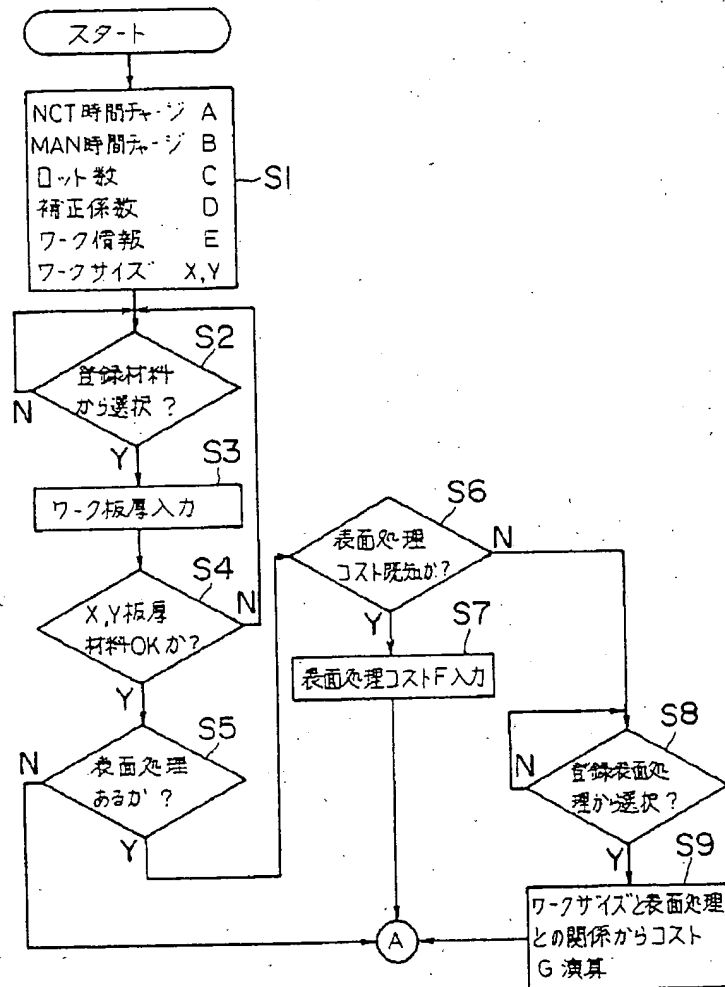 スタート
NCT時間チャージ A
MAN時間チャージ B
ロット数 C
補正係数 D
ワーク情報 E
ワークサイズ X,Y
S1
S2
登録材料
から選択?
N
Y
S3
ワーク板厚入力
S4
X,Y板厚
材料OKか?
N
Y
S5
表面処理
あるか?
N
Y
S6
表面処理
コスト既知か?
N
Y
S7
表面処理コストF入力
S8
登録表面処
理から選択?
N
Y
S9
ワークサイズと表面処理
との関係からコスト
G 演算
A